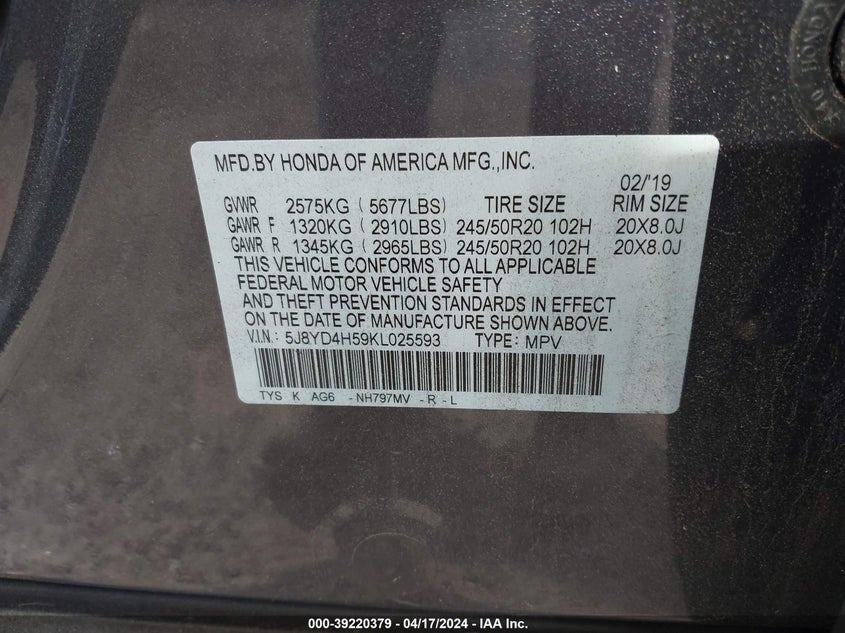 MFD.BY HONDA OF AMERICA MFG.,INC.
02/'19
GVWR 2575KG ( 5677LBS) TIRE SIZE RIM SIZE
GAWR F 1320KG ( 2910LBS) 245/50R20 102H 20X8.0J
GAWR R 1345KG ( 2965LBS) 245/50R20 102H 20X8.0J
THIS VEHICLE CONFORMS TO ALL APPLICABLE
FEDERAL MOTOR VEHICLE SAFETY
AND THEFT PREVENTION STANDARDS IN EFFECT
ON THE DATE OF MANUFACTURE SHOWN ABOVE.
V.I.N.: 5J8YD4H59KL025593 TYPE: MPV
TYS K AG6 -NH797MV -R-L
000-39220379 - 04/17/2024 - IAA Inc.